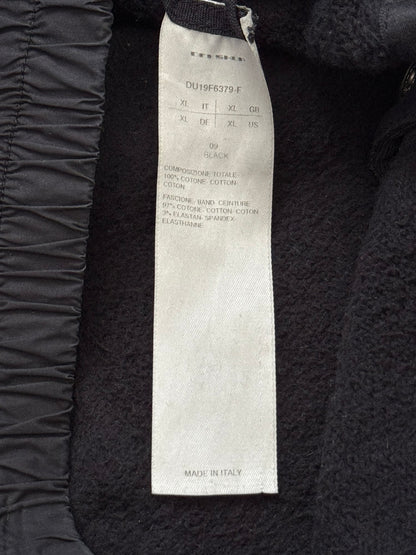 DU19F6379-F
XL IT XL GB
XL DE XL US
09
BLACK
COMPOSIZIONE TOTALE
100% COTONE-COTTON
COTON
FASCIONE-BAND-CEINTURE
97% COTONE-COTTON-COTON
3% ELASTAN-SPANDEX-
ELASTHANNE
MADE IN ITALY